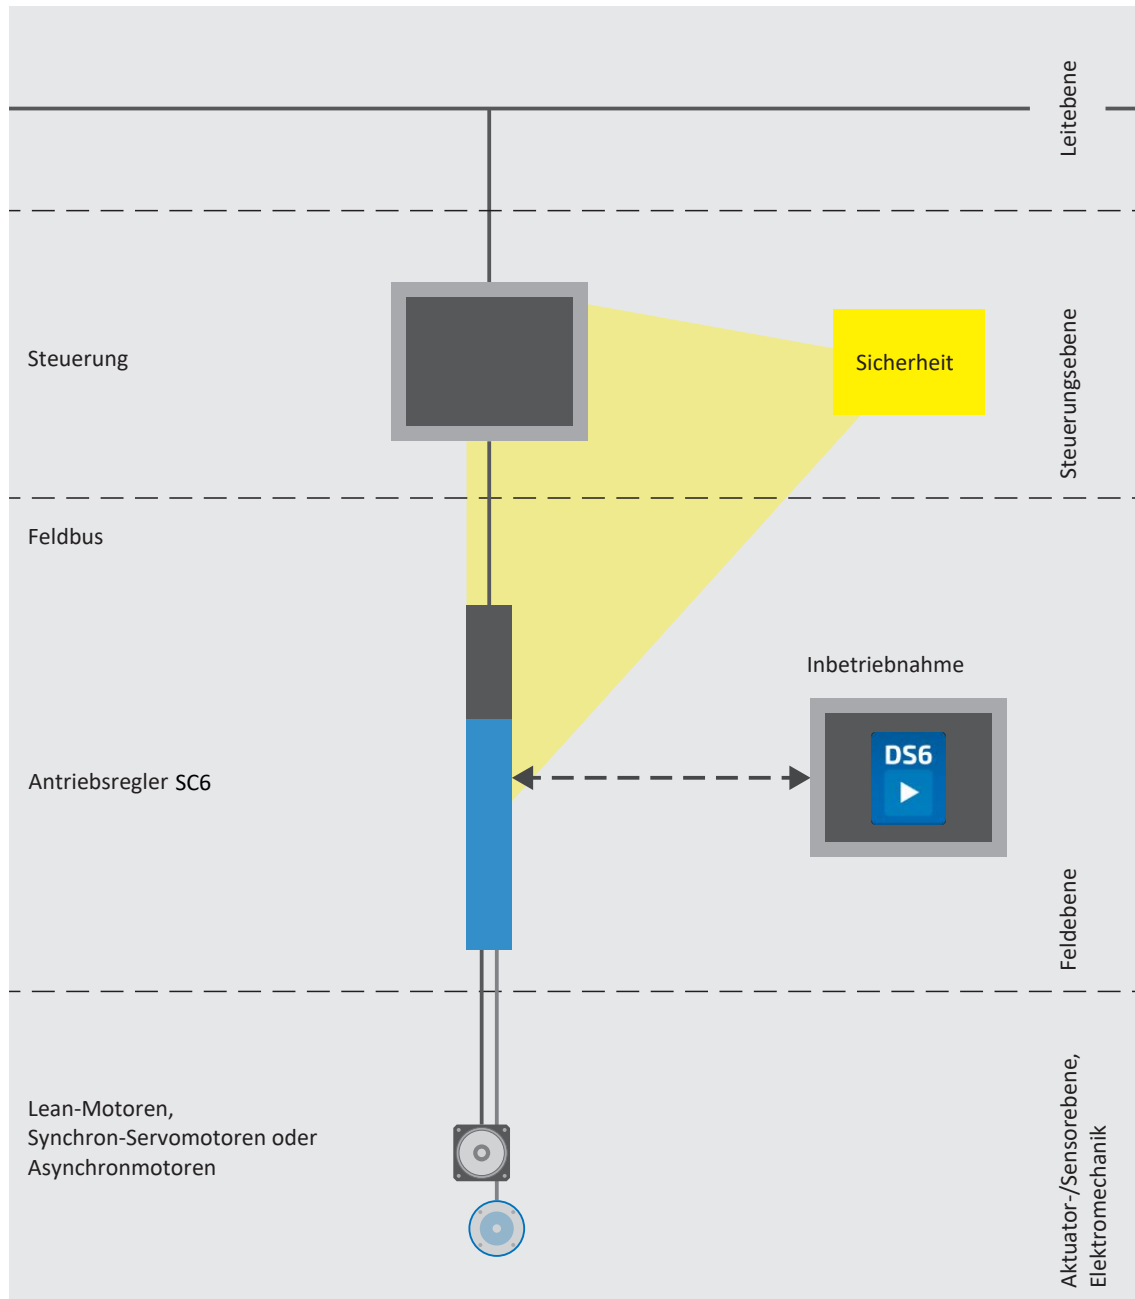 Leitebene
Steuerung
Sicherheit
Steuerungsebene
Feldbus
Inbetriebnahme
DS6
Antriebsregler SC6
Feldebene
Lean-Motoren,
Synchron-Servomotoren oder
Asynchronmotoren
Aktuator-/Sensorebene,
Elektromechanik